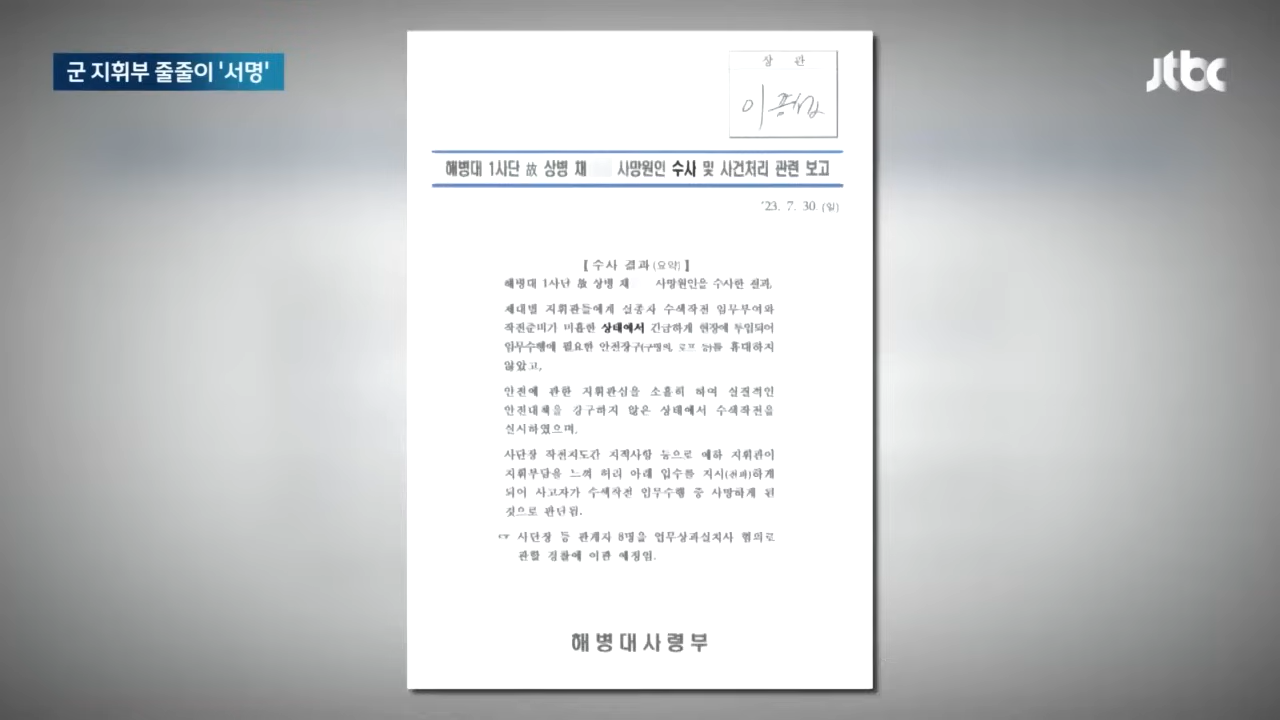 군 지휘부 줄줄이 '서명'
jtbc
상 관
이종섭
해병대 1사단 故 상병 채 사망원인 수사 및 사건처리 관련 보고
'23. 7. 30 (일)
[ 수사 결과(요약) ]
해병대 1사단 故 상병 채 사망원인을 수사한 결과,
제대별 지휘관들에게 실종자 수색작전 임무부여와
작전준비가 미흡한 상태에서 긴급하게 현장에 투입되어
임무수행에 필요한 안전장구(구명의, 로프 등)를 휴대하지
않았고,
안전에 관한 지휘관심을 소홀히 하여 실질적인
안전대책을 강구하지 않은 상태에서 수색작전을
실시하였으며,
사단장 작전지도간 지적사항 등으로 예하 지휘관이
지휘부담을 느껴 허리 아래 입수를 지시(전파)하게
되어 사고자가 수색작전 임무수행 중 사망하게 된
것으로 판단됨.
☞ 사단장 등 관계자 8명을 업무상과실치사 혐의로
관할 경찰에 이관 예정임.
해병대사령부